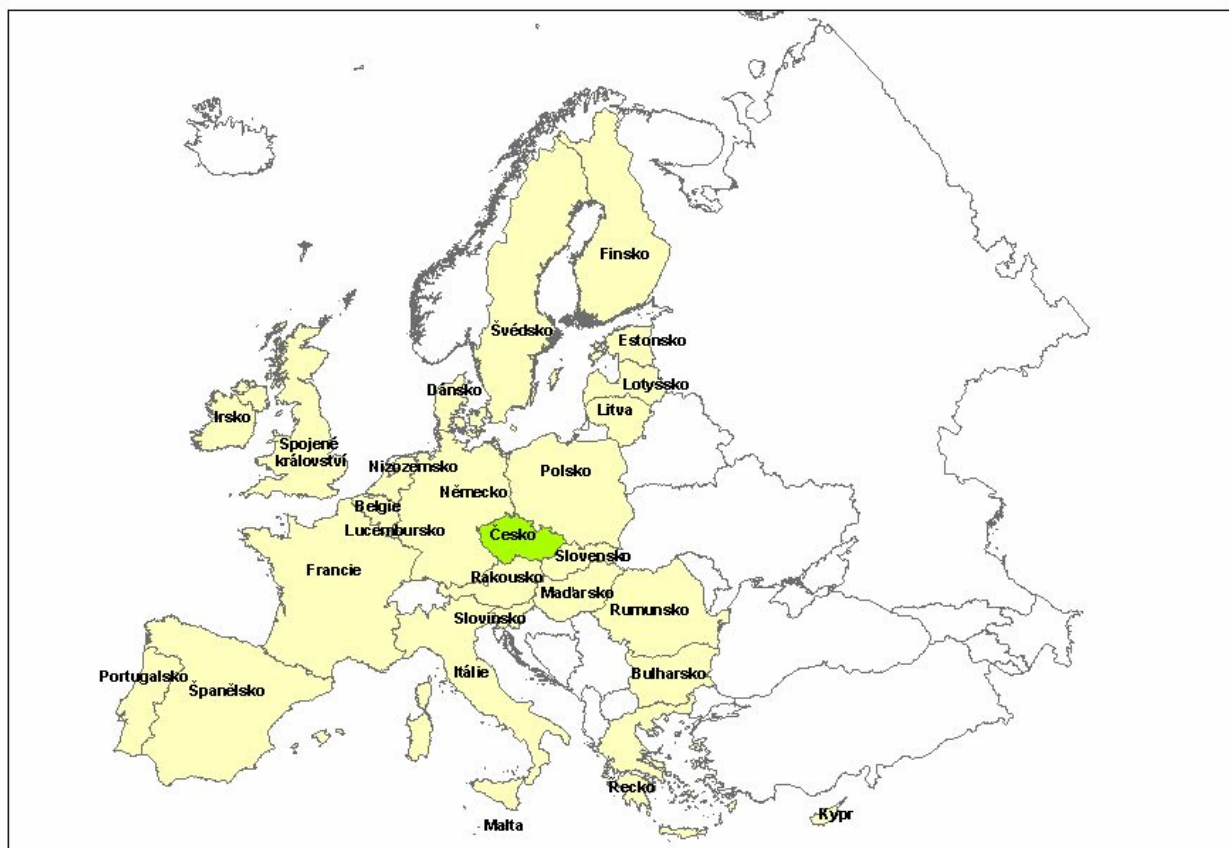 Finsko
Švédsko
Estonsko
Lotyšsko
Dánsko
Litva
Irsko
Spojené
království
Nizozemsko
Polsko
Německo
Belgie
Lucembursko
Česko
Slovensko
Francie
Rakousko
Maďarsko
Rumunsko
Slovinsko
Itálie
Bulharsko
Portugalsko
Španělsko
Řecko
Kypr
Malta